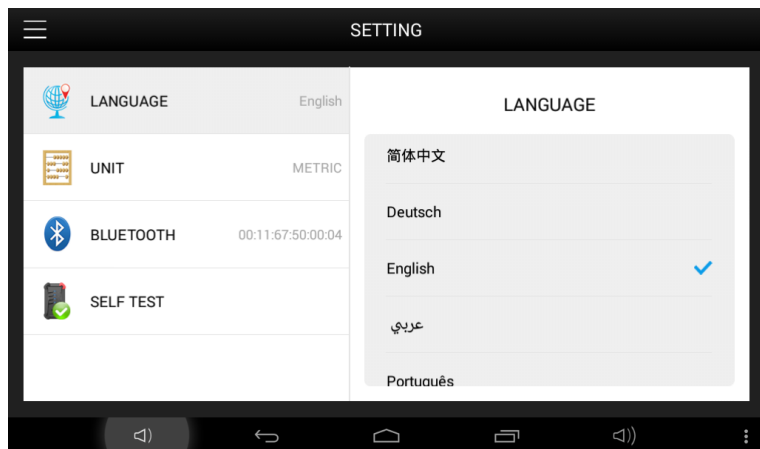 SETTING
LANGUAGE English
UNIT METRIC
BLUETOOTH 00:11:67:50:00:04
SELF TEST
LANGUAGE
简体中文
Deutsch
English
عربي
Português